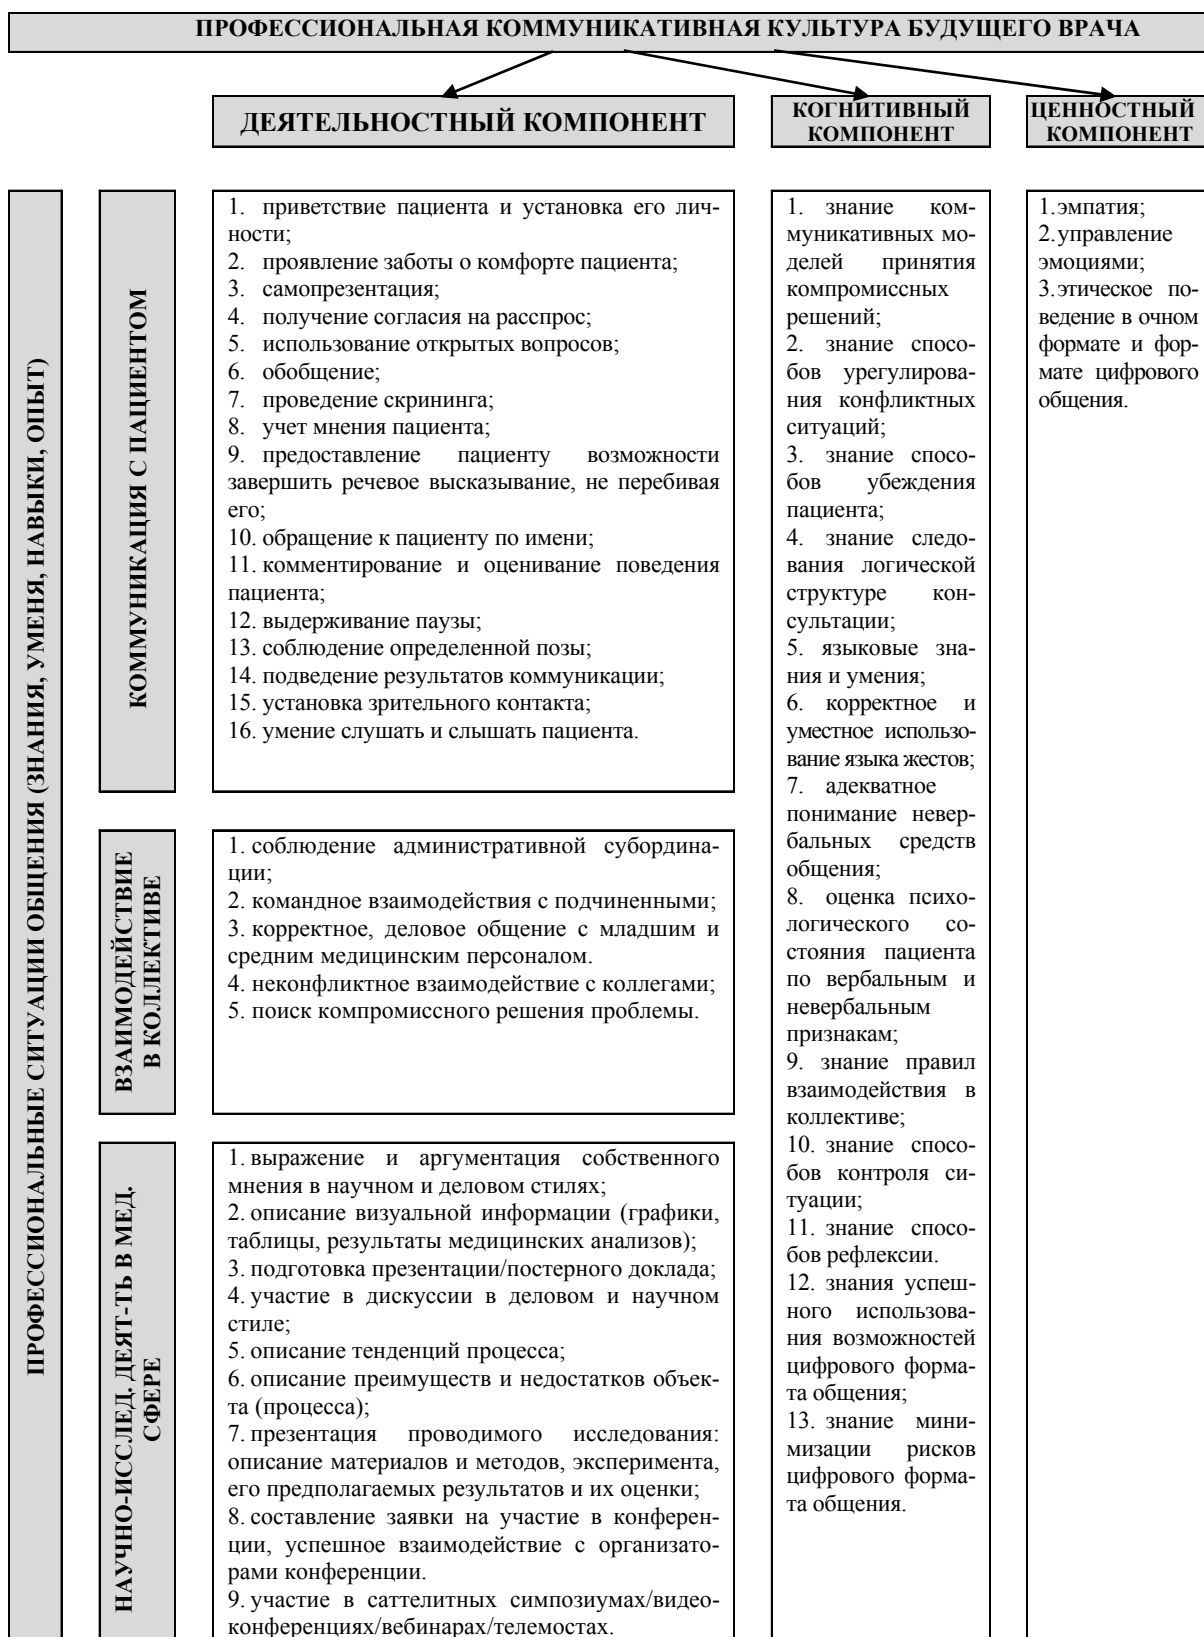 ПРОФЕССИОНАЛЬНАЯ КОММУНИКАТИВНАЯ КУЛЬТУРА БУДУЩЕГО ВРАЧА
ДЕЯТЕЛЬНОСТНЫЙ КОМПОНЕНТ
КОГНИТИВНЫЙ
КОМПОНЕНТ
ЦЕННОСТНЫЙ
КОМПОНЕНТ
ПРОФЕССИОНАЛЬНЫЕ СИТУАЦИИ ОБЩЕНИЯ (ЗНАНИЯ, УМЕНЯ, НАВЫКИ, ОПЫТ)
КОММУНИКАЦИЯ С ПАЦИЕНТОМ
1. приветствие пациента и установка его лич-
ности;
2. проявление заботы о комфорте пациента;
3. самопрезентация;
4. получение согласия на расспрос;
5. использование открытых вопросов;
6. обобщение;
7. проведение скрининга;
8. учет мнения пациента;
9. предоставление пациенту возможности
завершить речевое высказывание, не перебивая
его;
10. обращение к пациенту по имени;
11. комментирование и оценивание поведения
пациента;
12. выдерживание паузы;
13. соблюдение определенной позы;
14. подведение результатов коммуникации;
15. установка зрительного контакта;
16. умение слушать и слышать пациента.
ВЗАИМОДЕЙСТВИЕ
В КОЛЛЕКТИВЕ
1. соблюдение административной субордина-
ции;
2. командное взаимодействия с подчиненными;
3. корректное, деловое общение с младшим и
средним медицинским персоналом.
4. неконфликтное взаимодействие с коллегами;
5. поиск компромиссного решения проблемы.
НАУЧНО-ИССЛЕД. ДЕЯТ-ТЬ В МЕД.
СФЕРЕ
1. выражение и аргументация собственного
мнения в научном и деловом стилях;
2. описание визуальной информации (графики,
таблицы, результаты медицинских анализов);
3. подготовка презентации/постерного доклада;
4. участие в дискуссии в деловом и научном
стиле;
5. описание тенденций процесса;
6. описание преимуществ и недостатков объек-
та (процесса);
7. презентация проводимого исследования:
описание материалов и методов, эксперимента,
его предполагаемых результатов и их оценки;
8. составление заявки на участие в конферен-
ции, успешное взаимодействие с организато-
рами конференции.
9. участие в саттелитных симпозиумах/видео-
конференциях/вебинарах/телемостах.
1. знание ком-
муникативных мо-
делей принятия
компромиссных
решений;
2. знание спосо-
бов урегулирова-
ния конфликтных
ситуаций;
3. знание спосо-
бов убеждения
пациента;
4. знание следо-
вания логической
структуре кон-
сультации;
5. языковые зна-
ния и умения;
6. корректное и
уместное использо-
вание языка жестов;
7. адекватное
понимание невер-
бальных средств
общения;
8. оценка психо-
логического со-
стояния пациента
по вербальным и
невербальным
признакам;
9. знание правил
взаимодействия в
коллективе;
10. знание спосо-
бов контроля си-
туации;
11. знание спосо-
бов рефлексии.
12. знания успеш-
ного использова-
ния возможностей
цифрового форма-
та общения;
13. знание мини-
мизации рисков
цифрового форма-
та общения.
1.эмпатия;
2.управление
эмоциями;
3.этическое по-
ведение в очном
формате и фор-
мате цифрового
общения.